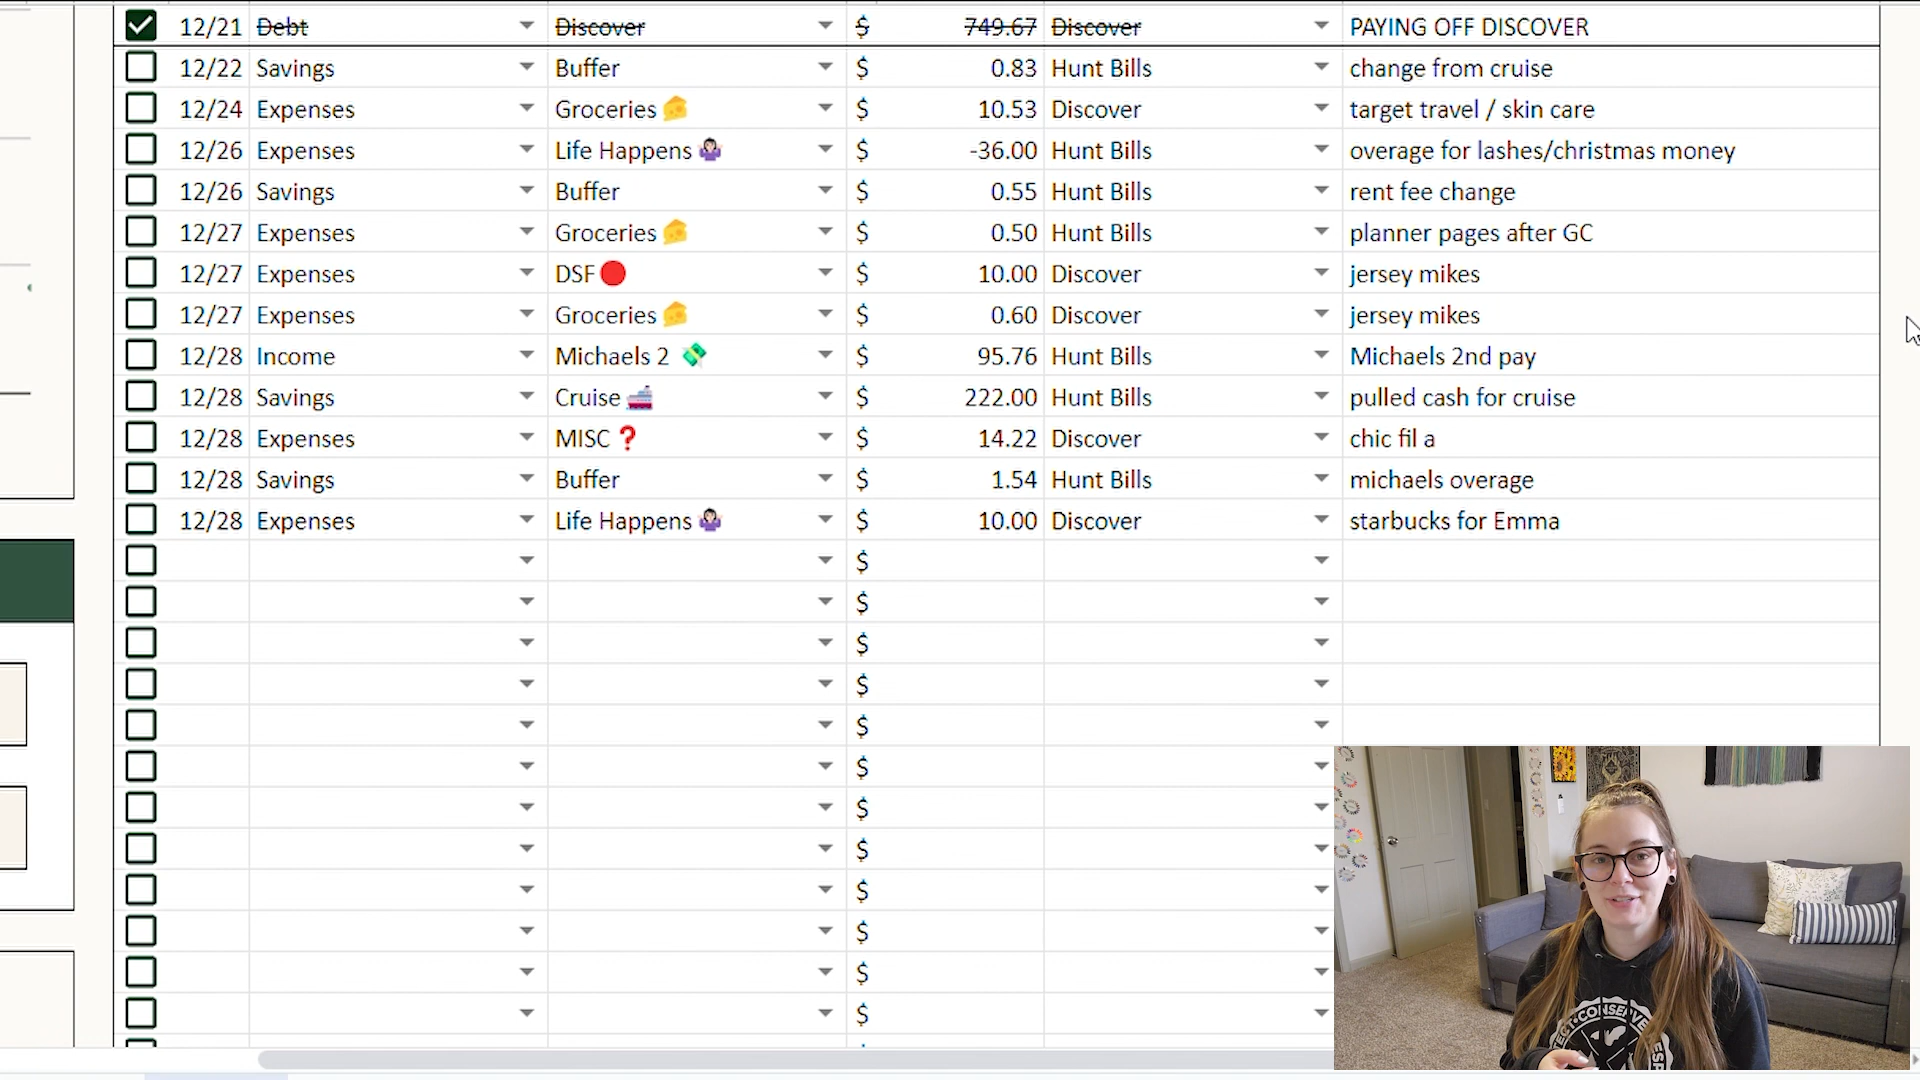 12/21 Debt Discover $ 749.67 Discover PAYING OFF DISCOVER
12/22 Savings Buffer $ 0.83 Hunt Bills change from cruise
12/24 Expenses Groceries 🧀 $ 10.53 Discover target travel / skin care
12/26 Expenses Life Happens 🤷🏻‍♀️ $ -36.00 Hunt Bills overage for lashes/christmas money
12/26 Savings Buffer $ 0.55 Hunt Bills rent fee change
12/27 Expenses Groceries 🧀 $ 0.50 Hunt Bills planner pages after GC
12/27 Expenses DSF 🔴 $ 10.00 Discover jersey mikes
12/27 Expenses Groceries 🧀 $ 0.60 Discover jersey mikes
12/28 Income Michaels 2 💸 $ 95.76 Hunt Bills Michaels 2nd pay
12/28 Savings Cruise 🛳️ $ 222.00 Hunt Bills pulled cash for cruise
12/28 Expenses MISC ❓ $ 14.22 Discover chic fil a
12/28 Savings Buffer $ 1.54 Hunt Bills michaels overage
12/28 Expenses Life Happens 🤷🏻‍♀️ $ 10.00 Discover starbucks for Emma
$
$
$
$
$
$
$
$
$
$
$
$